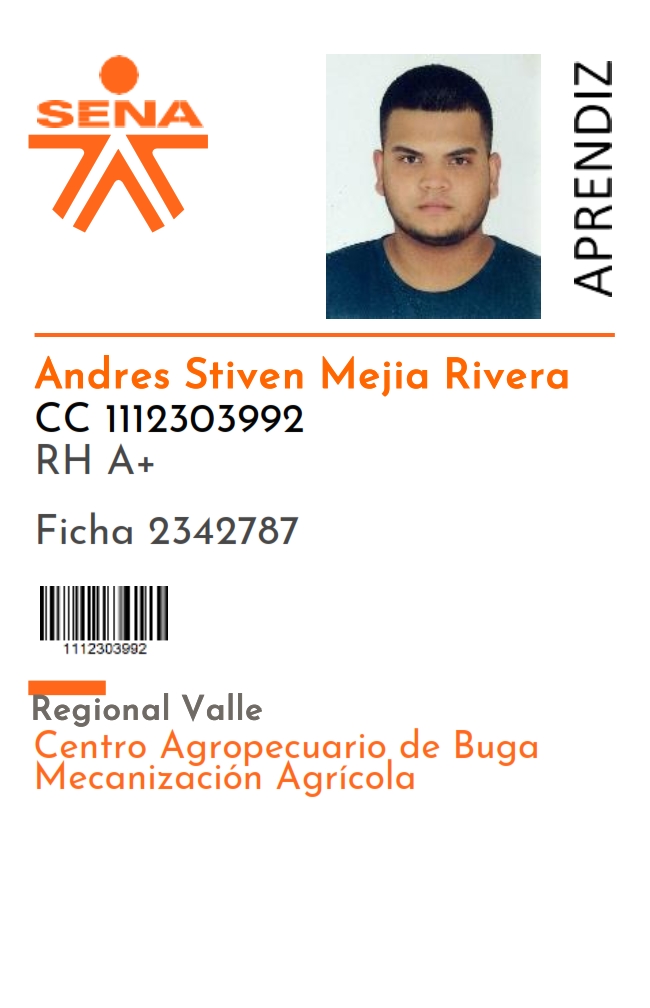 SENA
APRENDIZ
Andres Stiven Mejia Rivera
CC 1112303992
RH A+
Ficha 2342787
1112303992
Regional Valle
Centro Agropecuario de Buga
Mecanización Agrícola